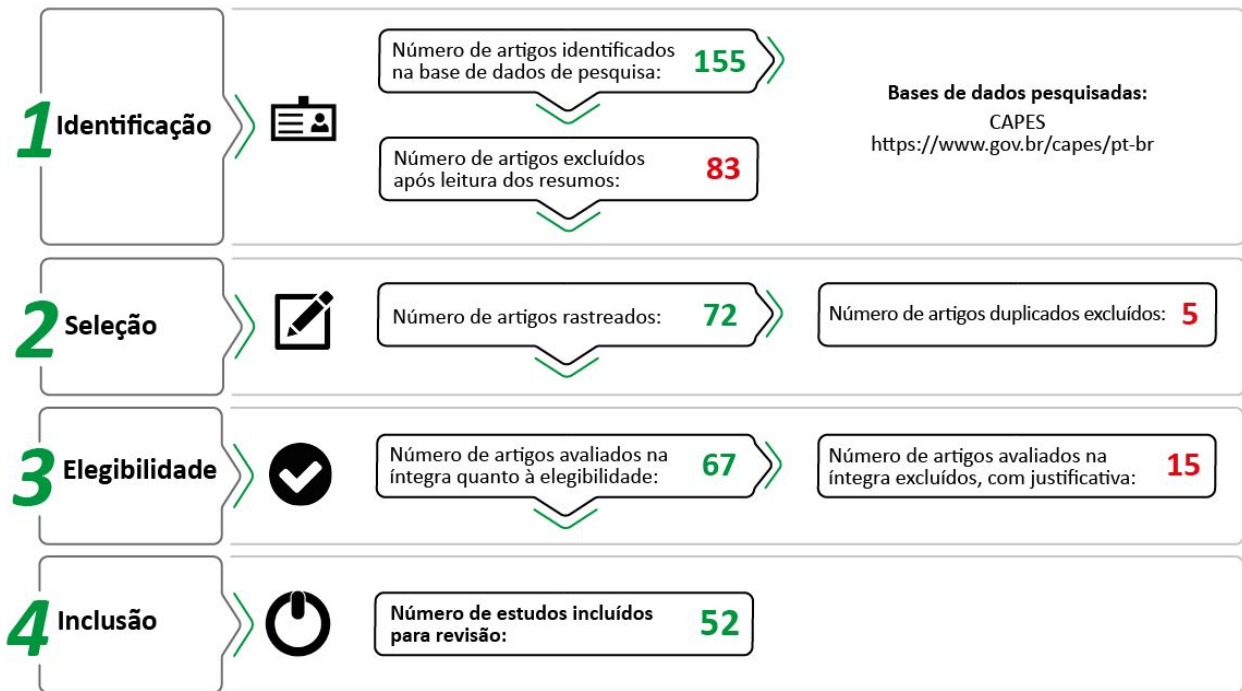 1 Identificação
Número de artigos identificados
na base de dados de pesquisa: 155
Bases de dados pesquisadas:
CAPES
https://www.gov.br/capes/pt-br
Número de artigos excluídos
após leitura dos resumos: 83
2 Seleção
Número de artigos rastreados: 72
Número de artigos duplicados excluídos: 5
3 Elegibilidade
Número de artigos avaliados na
íntegra quanto à elegibilidade: 67
Número de artigos avaliados na
íntegra excluídos, com justificativa: 15
4 Inclusão
Número de estudos incluídos
para revisão: 52